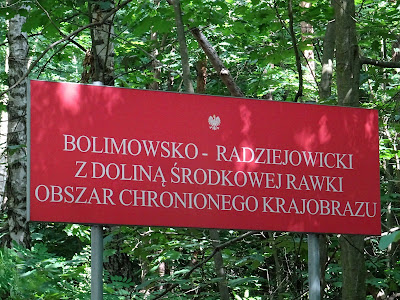 BOLIMOWSKO - RADZIEJOWICKI
Z DOLINĄ ŚRODKOWEJ RAWKI
OBSZAR CHRONIONEGO KRAJOBRAZU